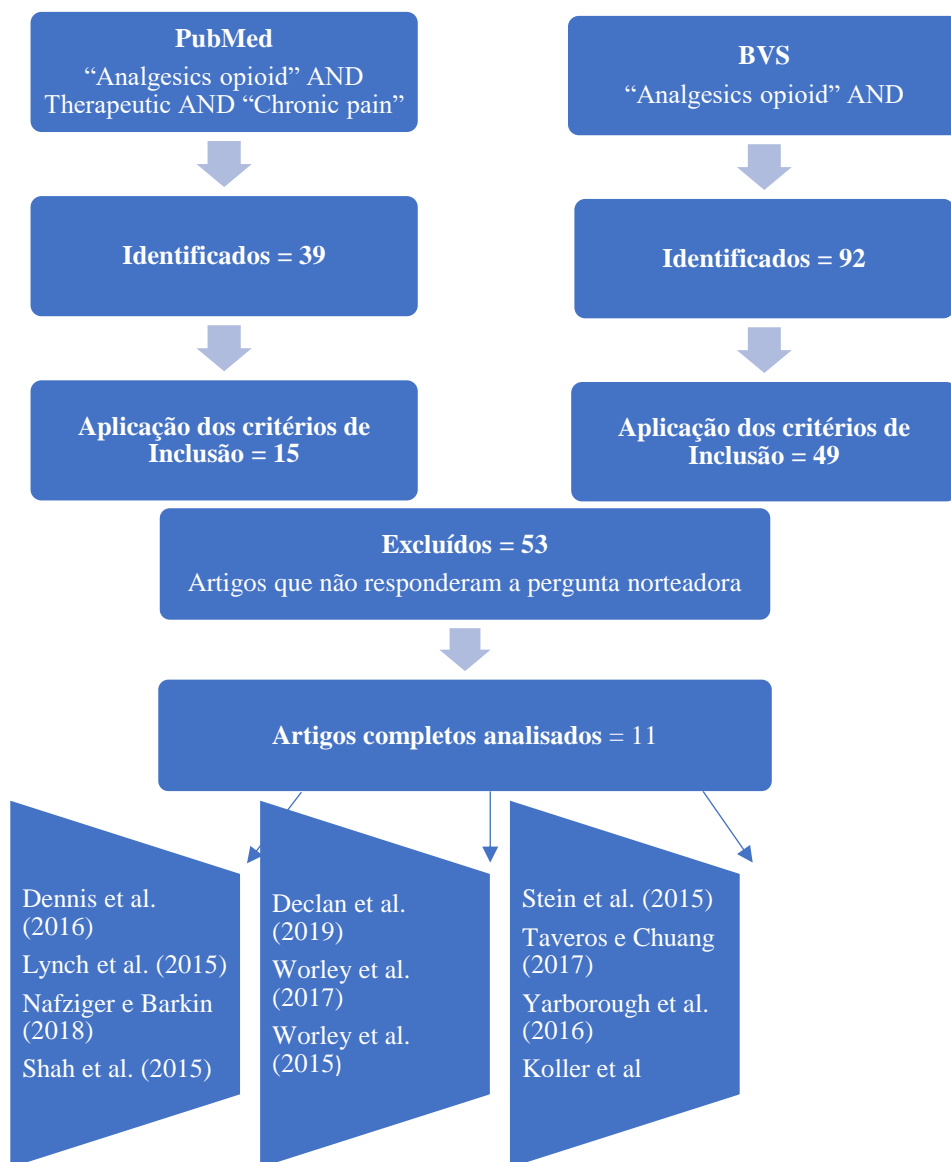 PubMed
“Analgesics opioid” AND
Therapeutic AND “Chronic pain”
BVS
“Analgesics opioid” AND
Identificados = 39
Identificados = 92
Aplicação dos critérios de
Inclusão = 15
Aplicação dos critérios de
Inclusão = 49
Excluídos = 53
Artigos que não responderam a pergunta norteadora
Artigos completos analisados = 11
Dennis et al.
(2016)
Lynch et al. (2015)
Nafziger e Barkin
(2018)
Shah et al. (2015)
Declan et al.
(2019)
Worley et al.
(2017)
Worley et al.
(2015)
Stein et al. (2015)
Taveros e Chuang
(2017)
Yarborough et al.
(2016)
Koller et al